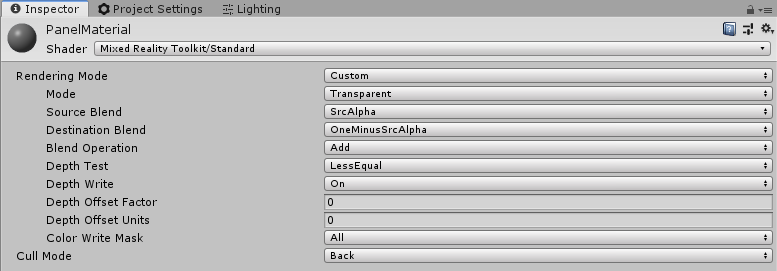 Inspector Project Settings Lighting
PanelMaterial
Shader Mixed Reality Toolkit/Standard
Rendering Mode Custom
Mode Transparent
Source Blend SrcAlpha
Destination Blend OneMinusSrcAlpha
Blend Operation Add
Depth Test LessEqual
Depth Write On
Depth Offset Factor 0
Depth Offset Units 0
Color Write Mask All
Cull Mode Back